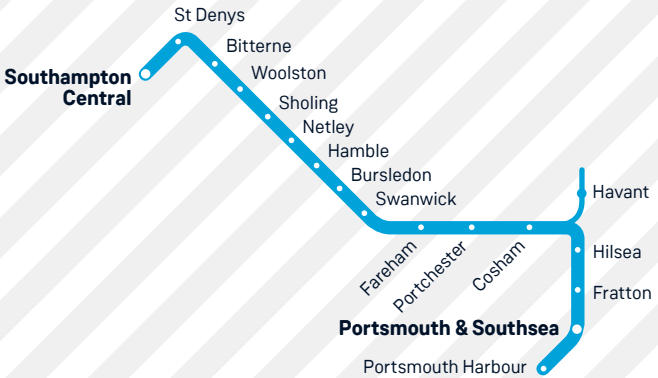 St Denys
Bitterne
Southampton
Central
Woolston
Sholing
Netley
Hamble
Bursledon
Swanwick
Havant
Fareham
Portchester
Cosham
Hilsea
Fratton
Portsmouth & Southsea
Portsmouth Harbour